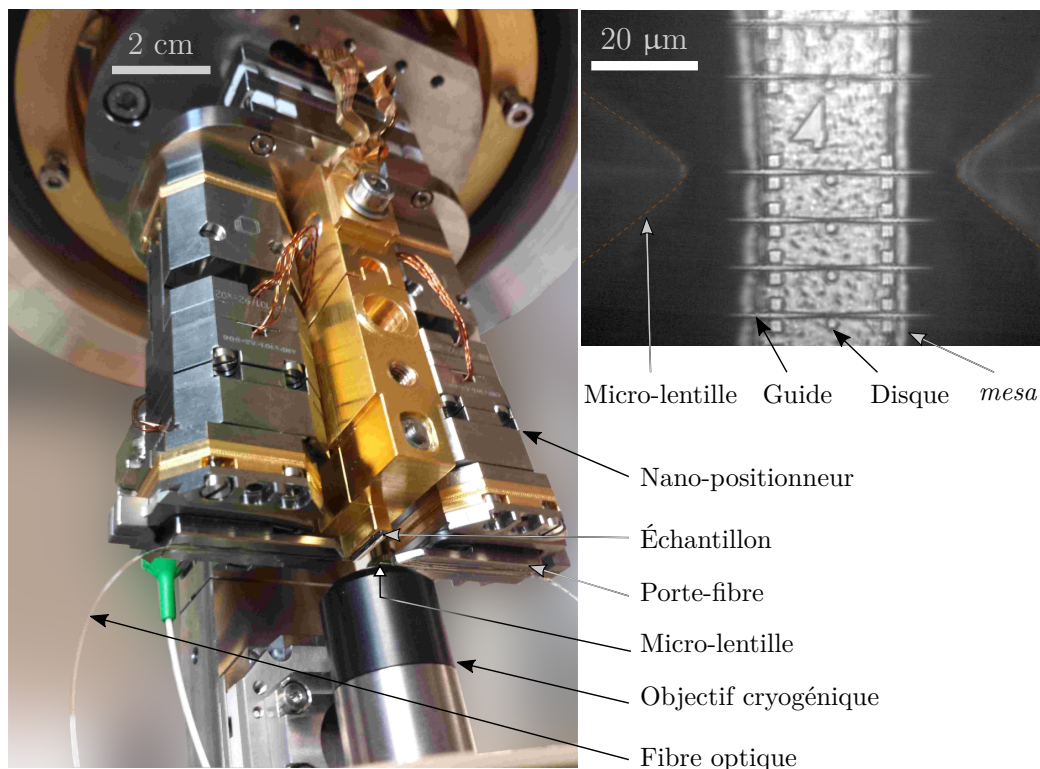 2 cm
20 μm
Micro-lentille Guide Disque mesa
Nano-positionneur
Échantillon
Porte-fibre
Micro-lentille
Objectif cryogénique
Fibre optique